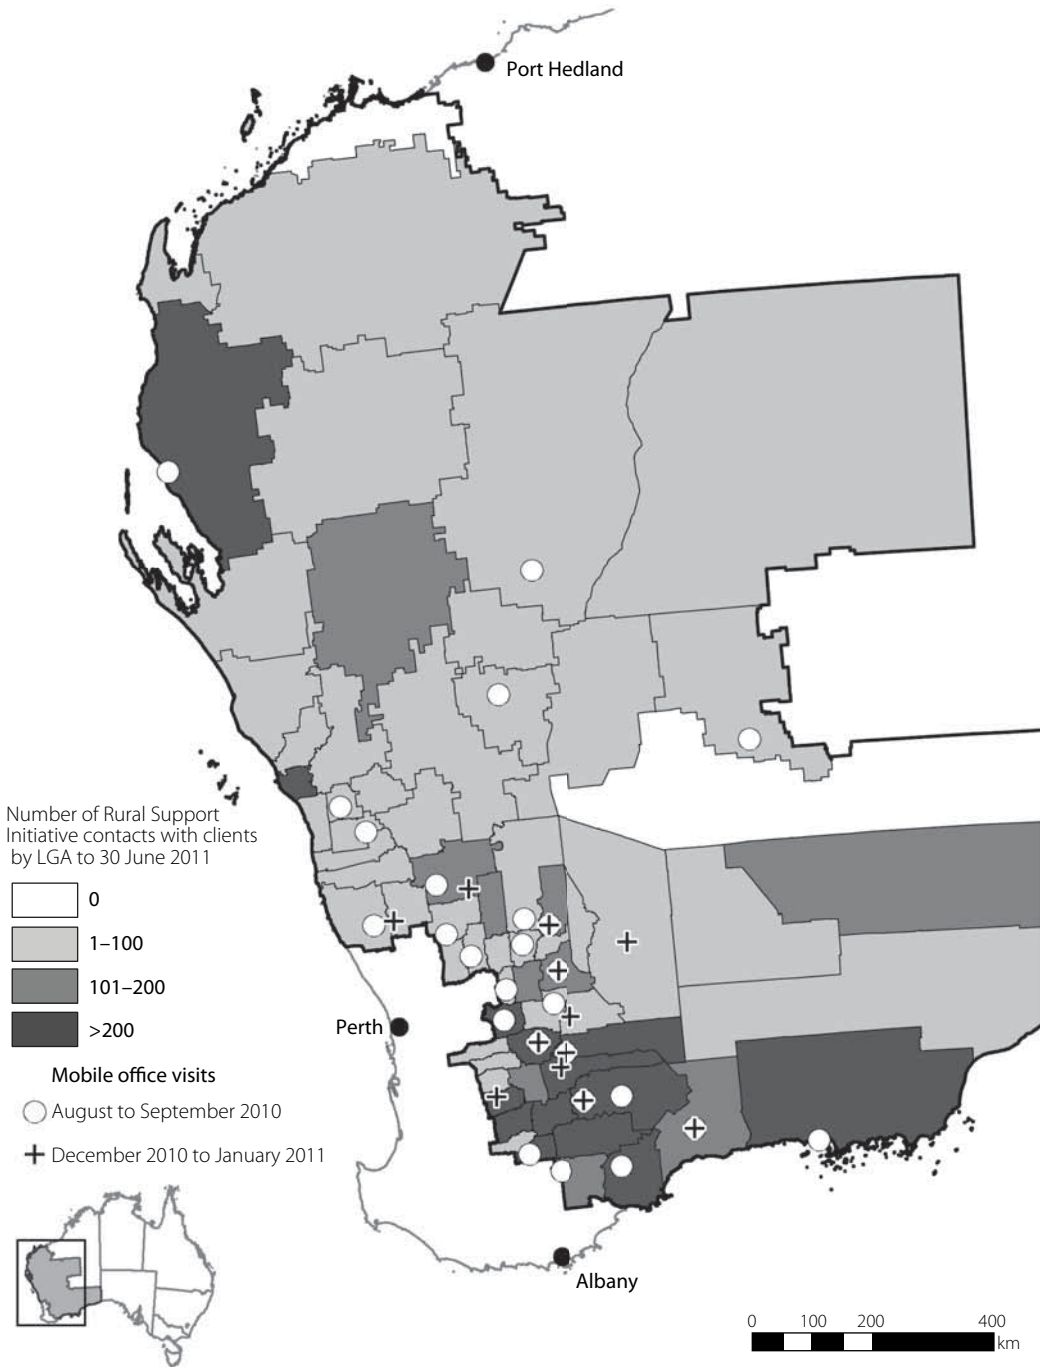 Port Hedland
Number of Rural Support
Initiative contacts with clients
by LGA to 30 June 2011
0
1–100
101–200
>200
Perth
Mobile office visits
August to September 2010
December 2010 to January 2011
Albany
0 100 200 400
km